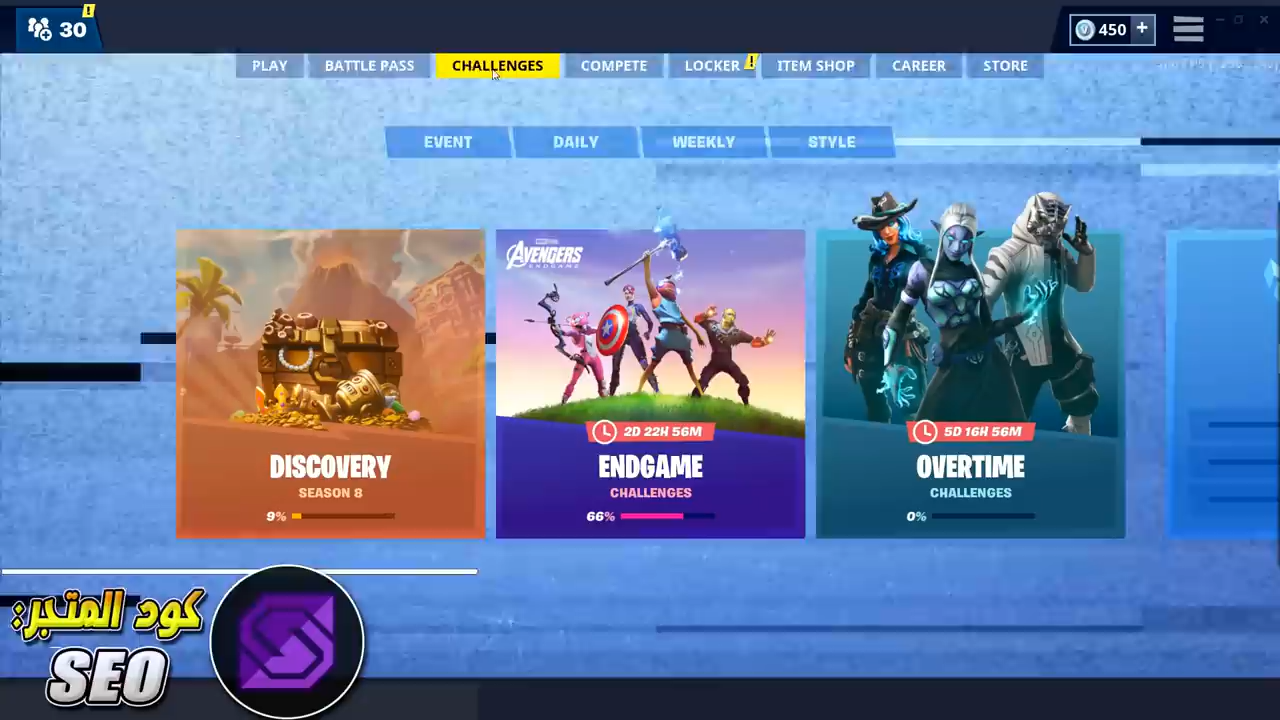 30
450
PLAY
BATTLE PASS
CHALLENGES
COMPETE
LOCKER
ITEM SHOP
CAREER
STORE
EVENT
DAILY
WEEKLY
STYLE
DISCOVERY
SEASON 8
9%
AVENGERS
ENDGAME
2D 22H 56M
ENDGAME
CHALLENGES
66%
5D 16H 56M
OVERTIME
CHALLENGES
0%
كود المتجر:
SEO